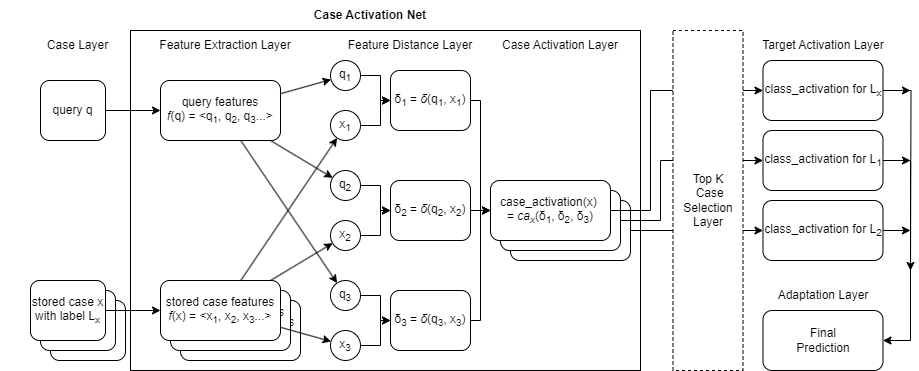 Case Activation Net
Case Layer
Feature Extraction Layer
Feature Distance Layer
Case Activation Layer
Target Activation Layer
query q
query features
f(q) = <q₁, q₂, q₃...>
q₁
x₁
δ₁ = δ(q₁, x₁)
q₂
x₂
δ₂ = δ(q₂, x₂)
q₃
x₃
δ₃ = δ(q₃, x₃)
stored case x
with label Lₓ
stored case features
f(x) = <x₁, x₂, x₃...>
s
s
case_activation(x)
= caₓ(δ₁, δ₂, δ₃)
Top K
Case
Selection
Layer
class_activation for Lₓ
class_activation for L₁
class_activation for L₂
Adaptation Layer
Final
Prediction